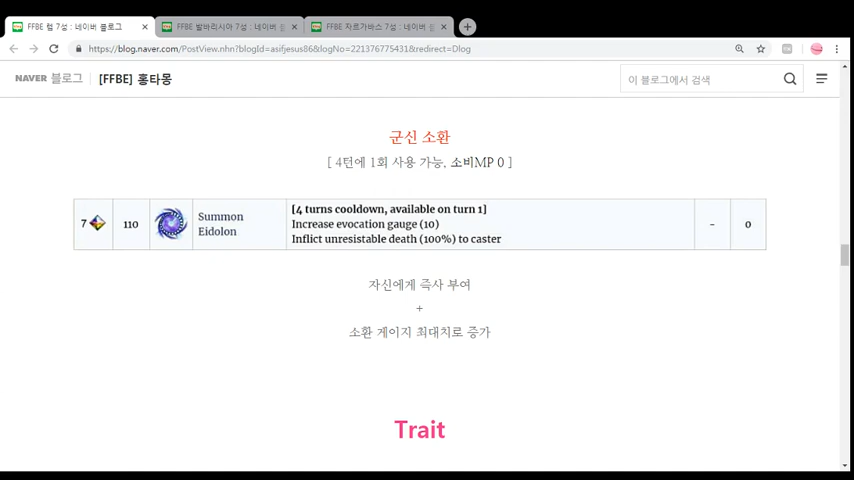 FFBE 렘 7성 : 네이버 블로그
FFBE 발바리시아 7성 : 네이버 블
FFBE 자르가바스 7성 : 네이버 블
https://blog.naver.com/PostView.nhn?blogId=asifjesus86&logNo=221376775431&redirect=Dlog
NAVER 블로그
[FFBE] 홍타몽
이 블로그에서 검색
군신 소환
[ 4턴에 1회 사용 가능, 소비MP 0 ]
7 110 Summon Eidolon
[4 turns cooldown, available on turn 1]
Increase evocation gauge (10)
Inflict unresistable death (100%) to caster
- 0
자신에게 즉사 부여
+
소환 게이지 최대치로 증가
Trait